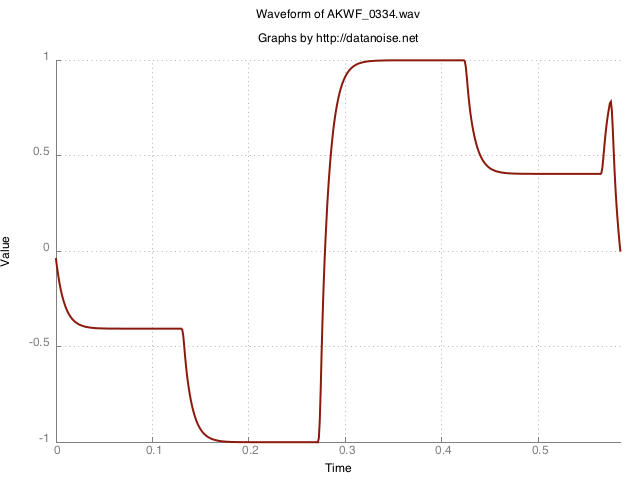 Waveform of AKWF_0334.wav
Graphs by http://datanoise.net
1
0.5
0
-0.5
-1
Value
0 0.1 0.2 0.3 0.4 0.5
Time